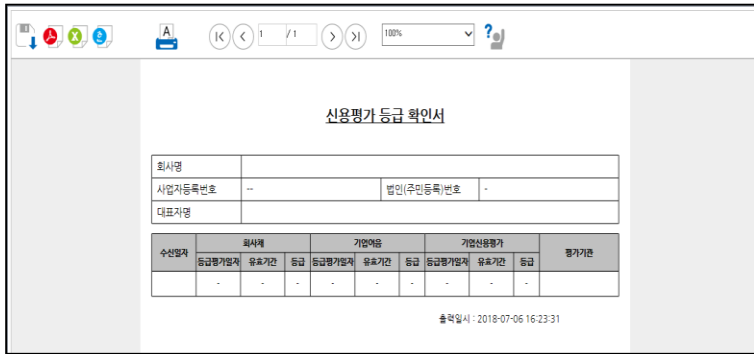 A
1 / 1 100% ?
신용평가 등급 확인서
회사명
사업자등록번호 -- 법인(주민등록)번호 -
대표자명
수신일자 회사채 기업어음 기업신용평가 평가기관
등급평가일자 유효기간 등급 등급평가일자 유효기간 등급 등급평가일자 유효기간 등급
- - - - - - - - -
출력일시 : 2018-07-06 16:23:31